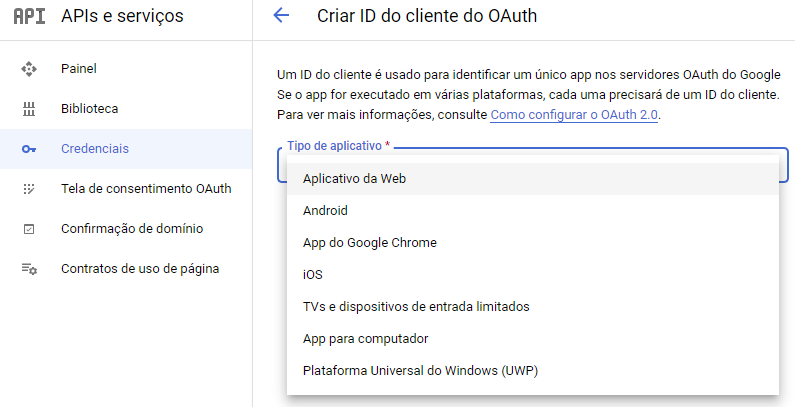 API APIs e serviços
Criar ID do cliente do OAuth
Painel
Biblioteca
Credenciais
Tela de consentimento OAuth
Confirmação de domínio
Contratos de uso de página
Um ID do cliente é usado para identificar um único app nos servidores OAuth do Google
Se o app for executado em várias plataformas, cada uma precisará de um ID do cliente.
Para ver mais informações, consulte Como configurar o OAuth 2.0.
Tipo de aplicativo *
Aplicativo da Web
Android
App do Google Chrome
iOS
TVs e dispositivos de entrada limitados
App para computador
Plataforma Universal do Windows (UWP)